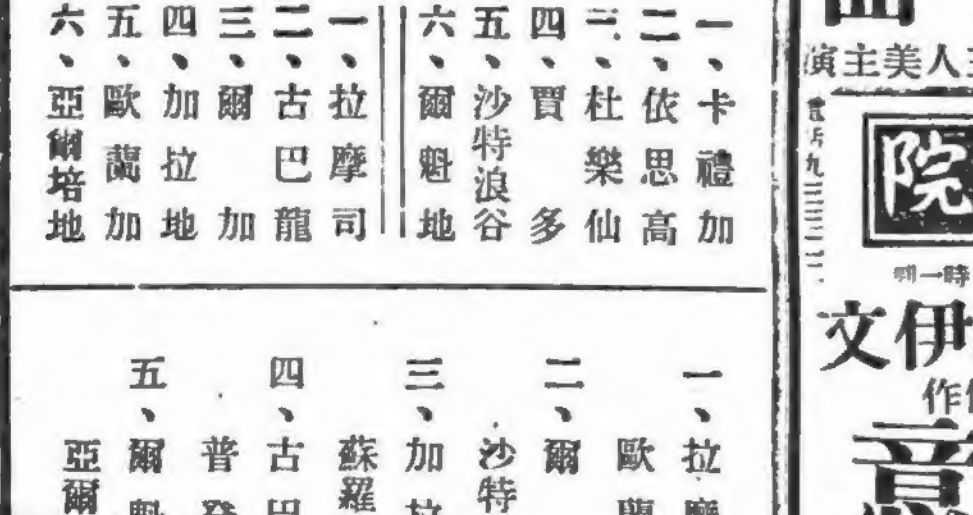 一、卡禮加
二、依思高
三、杜樂仙
四、賈多
五、沙特浪谷
六、爾魁地
一、拉摩司
二、古巴龍
三、爾加
四、加拉地
五、歐藹加
六、亞爾培地
一、拉
歐
二、爾
沙特
三、加拉
蘇羅
四、古巴
普
五、爾魁
亞爾
演主美人
院
時一
文伊
作
意